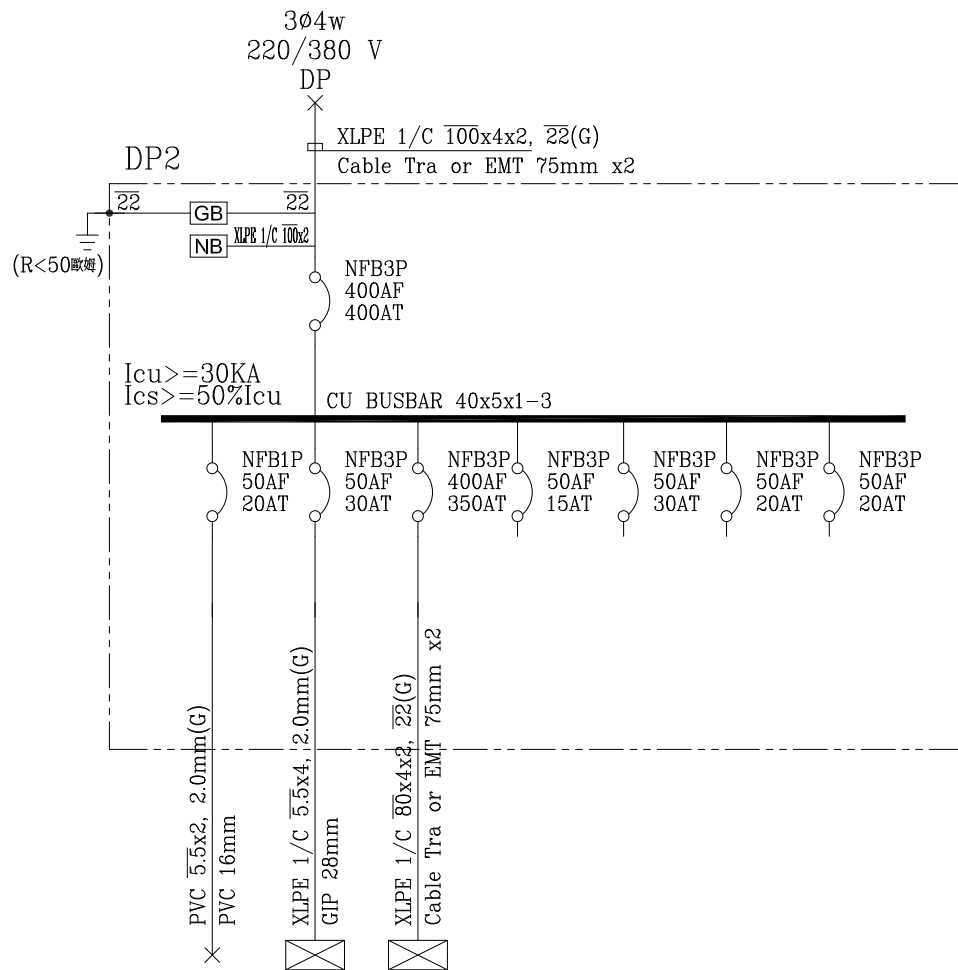 3ø4w
220/380 V
DP
XLPE 1/C 100x4x2, 22(G)
Cable Tra or EMT 75mm x2
DP2
22
GB
22
NB
XLPE 1/C 100x2
(R<50歐姆)
NFB3P
400AF
400AT
Icu>=30KA
Ics>=50%Icu
CU BUSBAR 40x5x1-3
NFB1P
50AF
20AT
NFB3P
50AF
30AT
NFB3P
400AF
350AT
NFB3P
50AF
15AT
NFB3P
50AF
30AT
NFB3P
50AF
20AT
NFB3P
50AF
20AT
PVC 5.5x2, 2.0mm(G)
PVC 16mm
XLPE 1/C 5.5x4, 2.0mm(G)
GIP 28mm
XLPE 1/C 80x4x2, 22(G)
Cable Tra or EMT 75mm x2